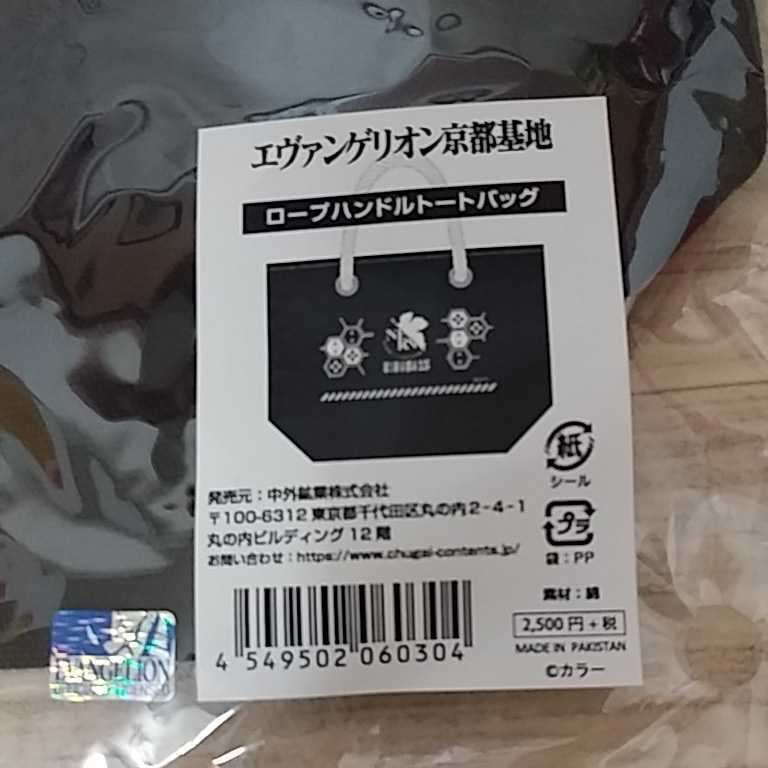 エヴァンゲリオン京都基地
ロープハンドルトートバッグ
紙
シール
発売元：中外鉱業株式会社
〒100-6312 東京都千代田区丸の内2-4-1
丸の内ビルディング12階
お問い合わせ：https://www.chugai-contents.jp/
プラ
袋：PP
素材：綿
2,500円+税
MADE IN PAKISTAN
©カラー
4 549502 060304
EVANGELION